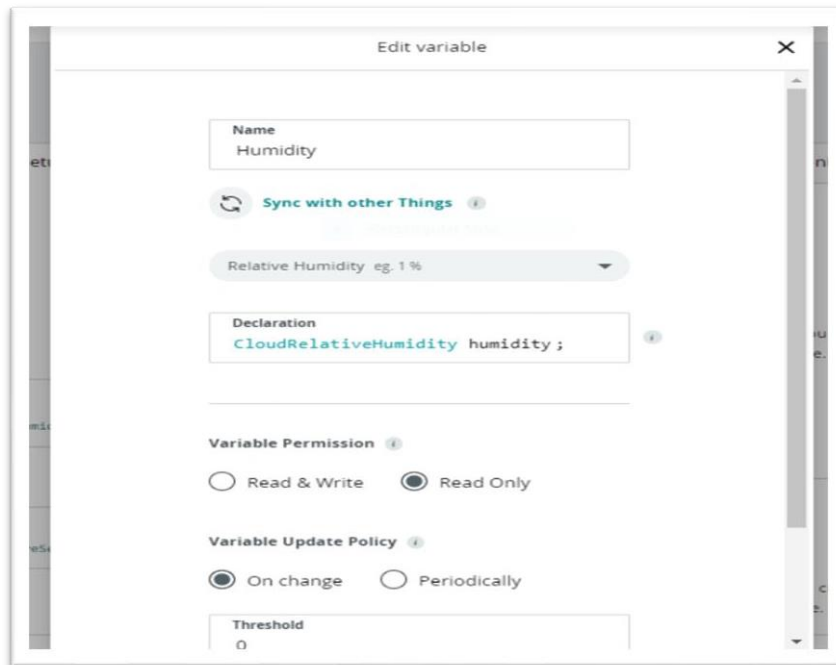 Edit variable
Name
Humidity
Sync with other Things i
Relative Humidity eg. 1 %
Declaration
CloudRelativeHumidity humidity ;
i
Variable Permission i
Read & Write Read Only
Variable Update Policy i
On change Periodically
Threshold
0